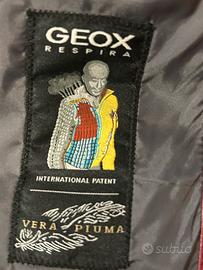 GEOX
RESPIRA
INTERNATIONAL PATENT
VERA PIUMA
subito